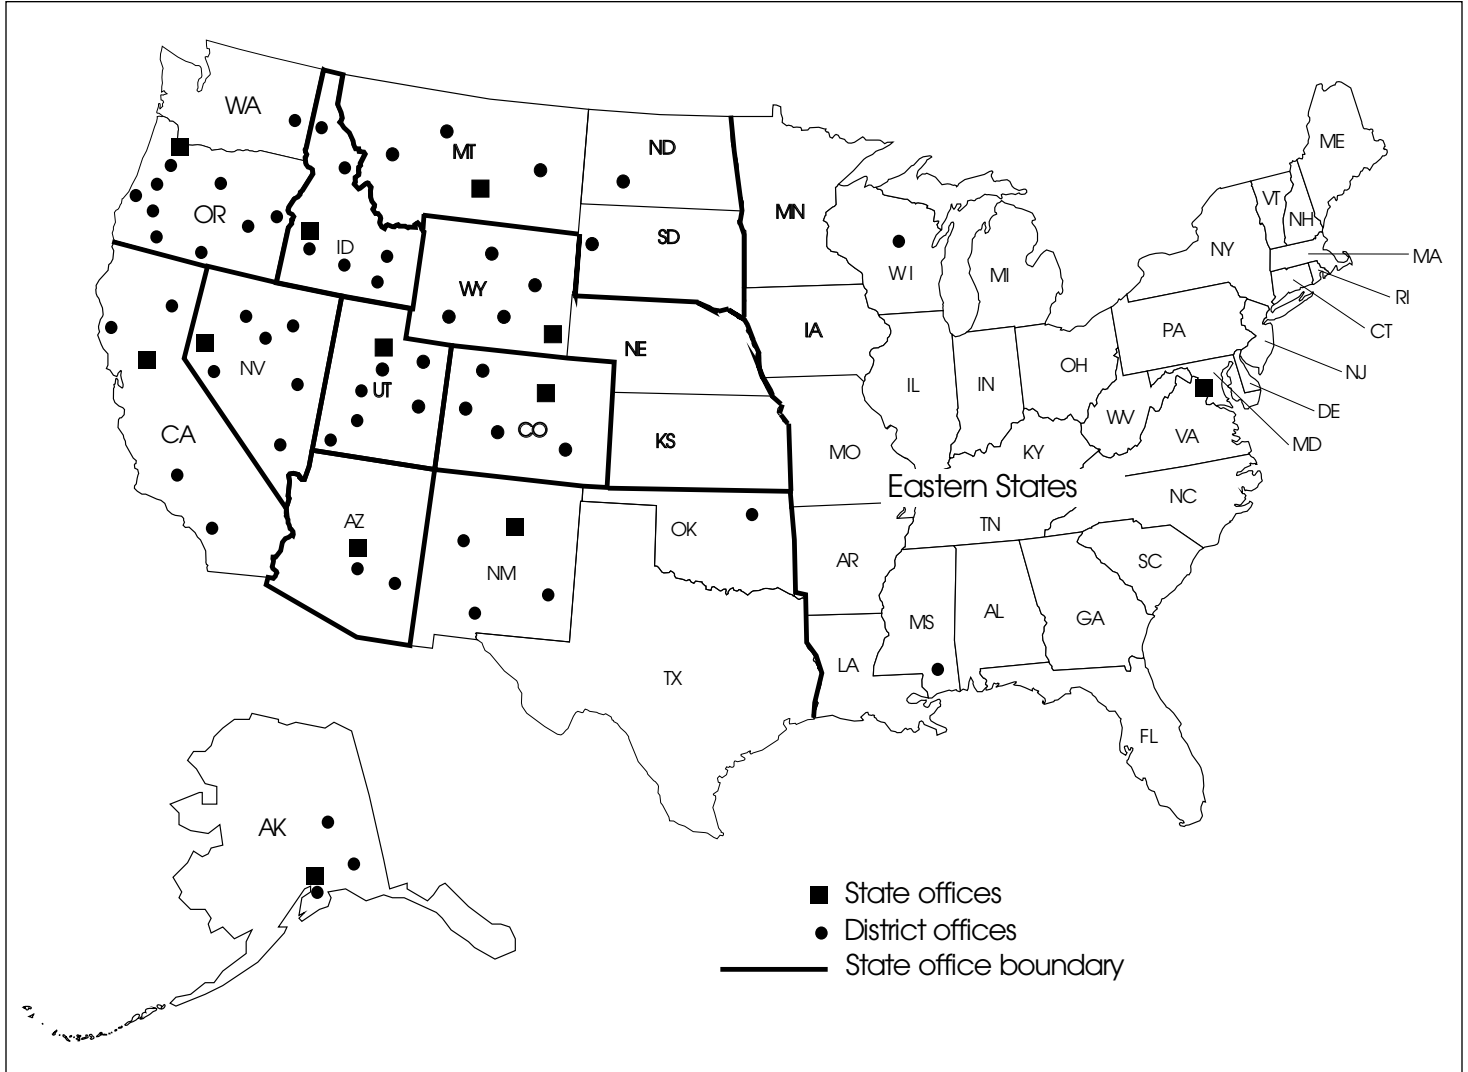 WA
MT
ND
MN
ME
VT
NH
OR
ID
SD
WI
MI
NY
MA
RI
CT
WY
IA
PA
NJ
NV
UT
NE
IL
IN
OH
DE
MD
CA
CO
KS
MO
WV
VA
KY
Eastern States
NC
AZ
OK
TN
NM
AR
SC
MS
AL
GA
TX
LA
FL
AK
State offices
District offices
State office boundary